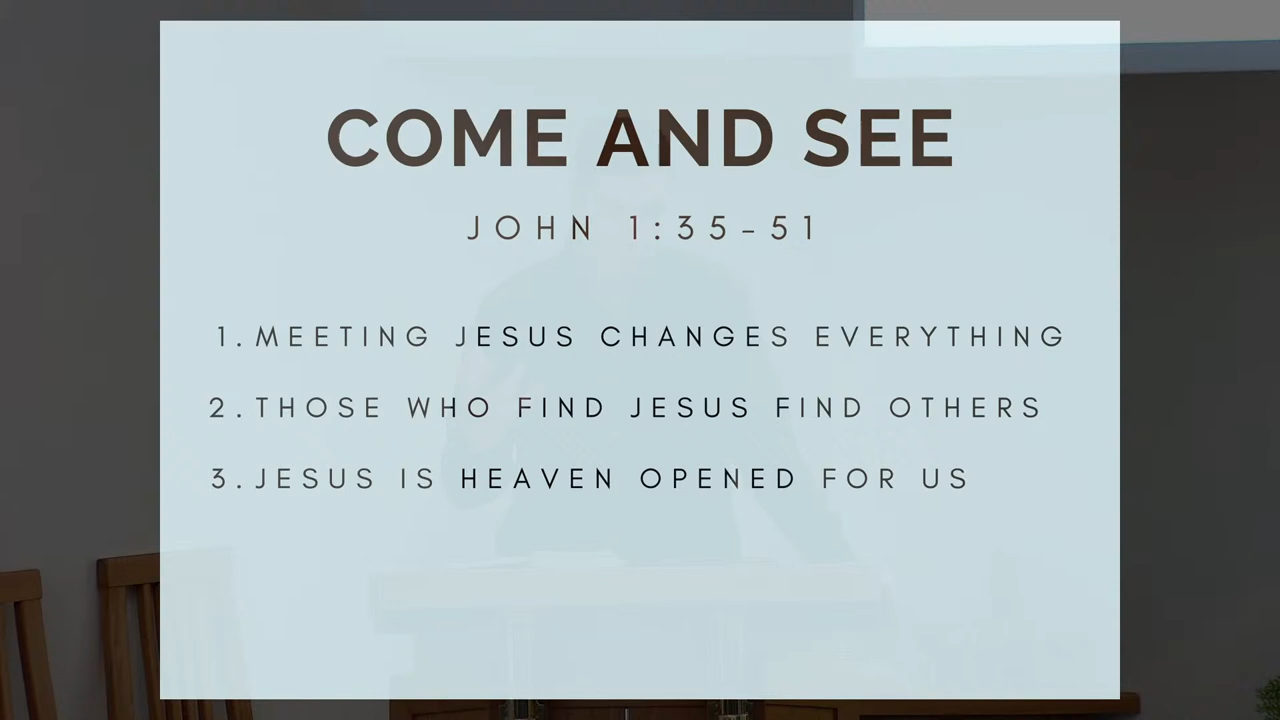 COME AND SEE
JOHN 1:35-51
1. MEETING JESUS CHANGES EVERYTHING
2. THOSE WHO FIND JESUS FIND OTHERS
3. JESUS IS HEAVEN OPENED FOR US